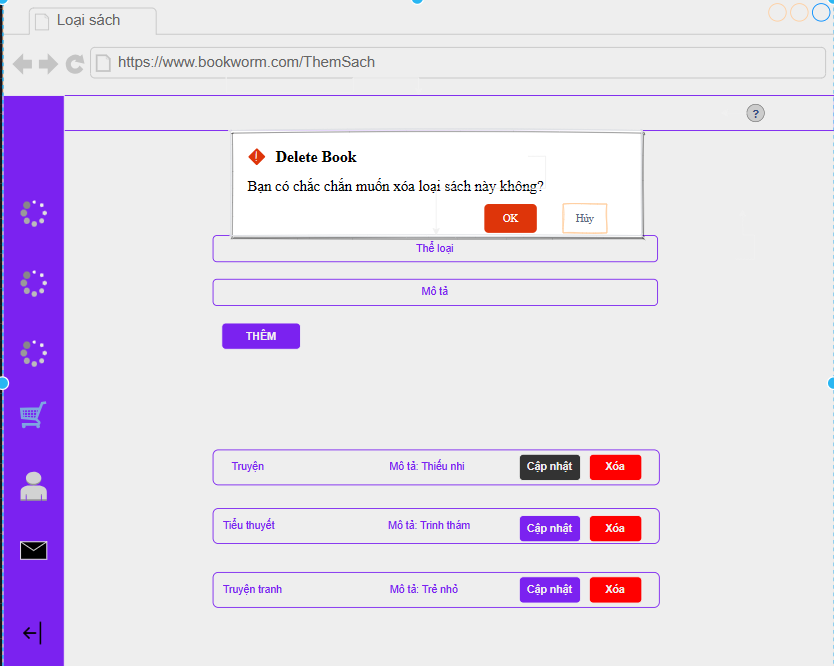 Loại sách
https://www.bookworm.com/ThemSach
?
Delete Book
Bạn có chắc chắn muốn xóa loại sách này không?
OK
Hủy
Thể loại
Mô tả
THÊM
Truyện
Mô tả: Thiếu nhi
Cập nhật
Xóa
Tiểu thuyết
Mô tả: Trinh thám
Cập nhật
Xóa
Truyện tranh
Mô tả: Trẻ nhỏ
Cập nhật
Xóa